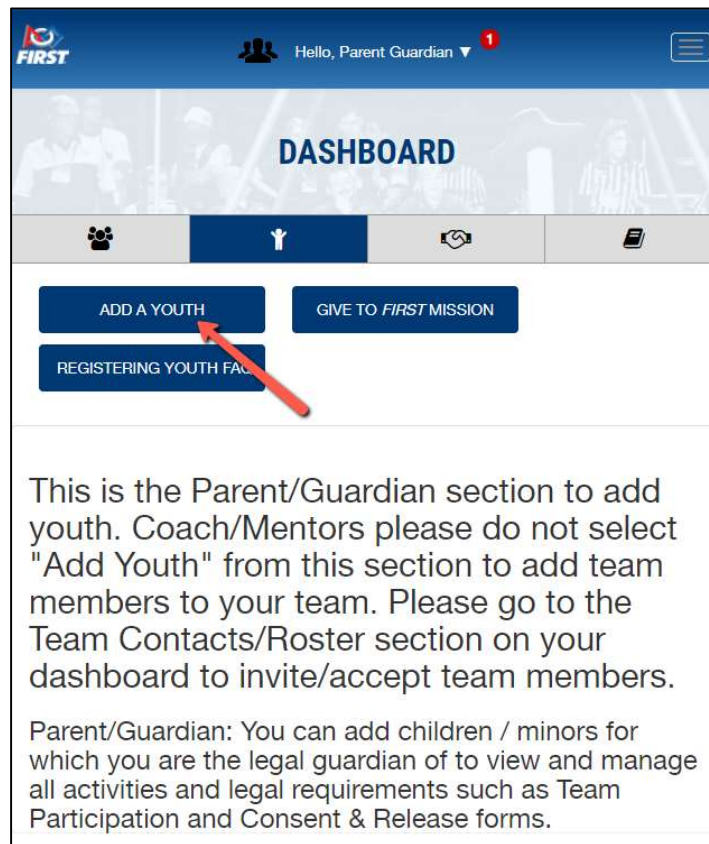 FIRST
Hello, Parent Guardian ▼ 1
DASHBOARD
ADD A YOUTH
GIVE TO FIRST MISSION
REGISTERING YOUTH FAQ
This is the Parent/Guardian section to add
youth. Coach/Mentors please do not select
"Add Youth" from this section to add team
members to your team. Please go to the
Team Contacts/Roster section on your
dashboard to invite/accept team members.
Parent/Guardian: You can add children / minors for
which you are the legal guardian of to view and manage
all activities and legal requirements such as Team
Participation and Consent & Release forms.